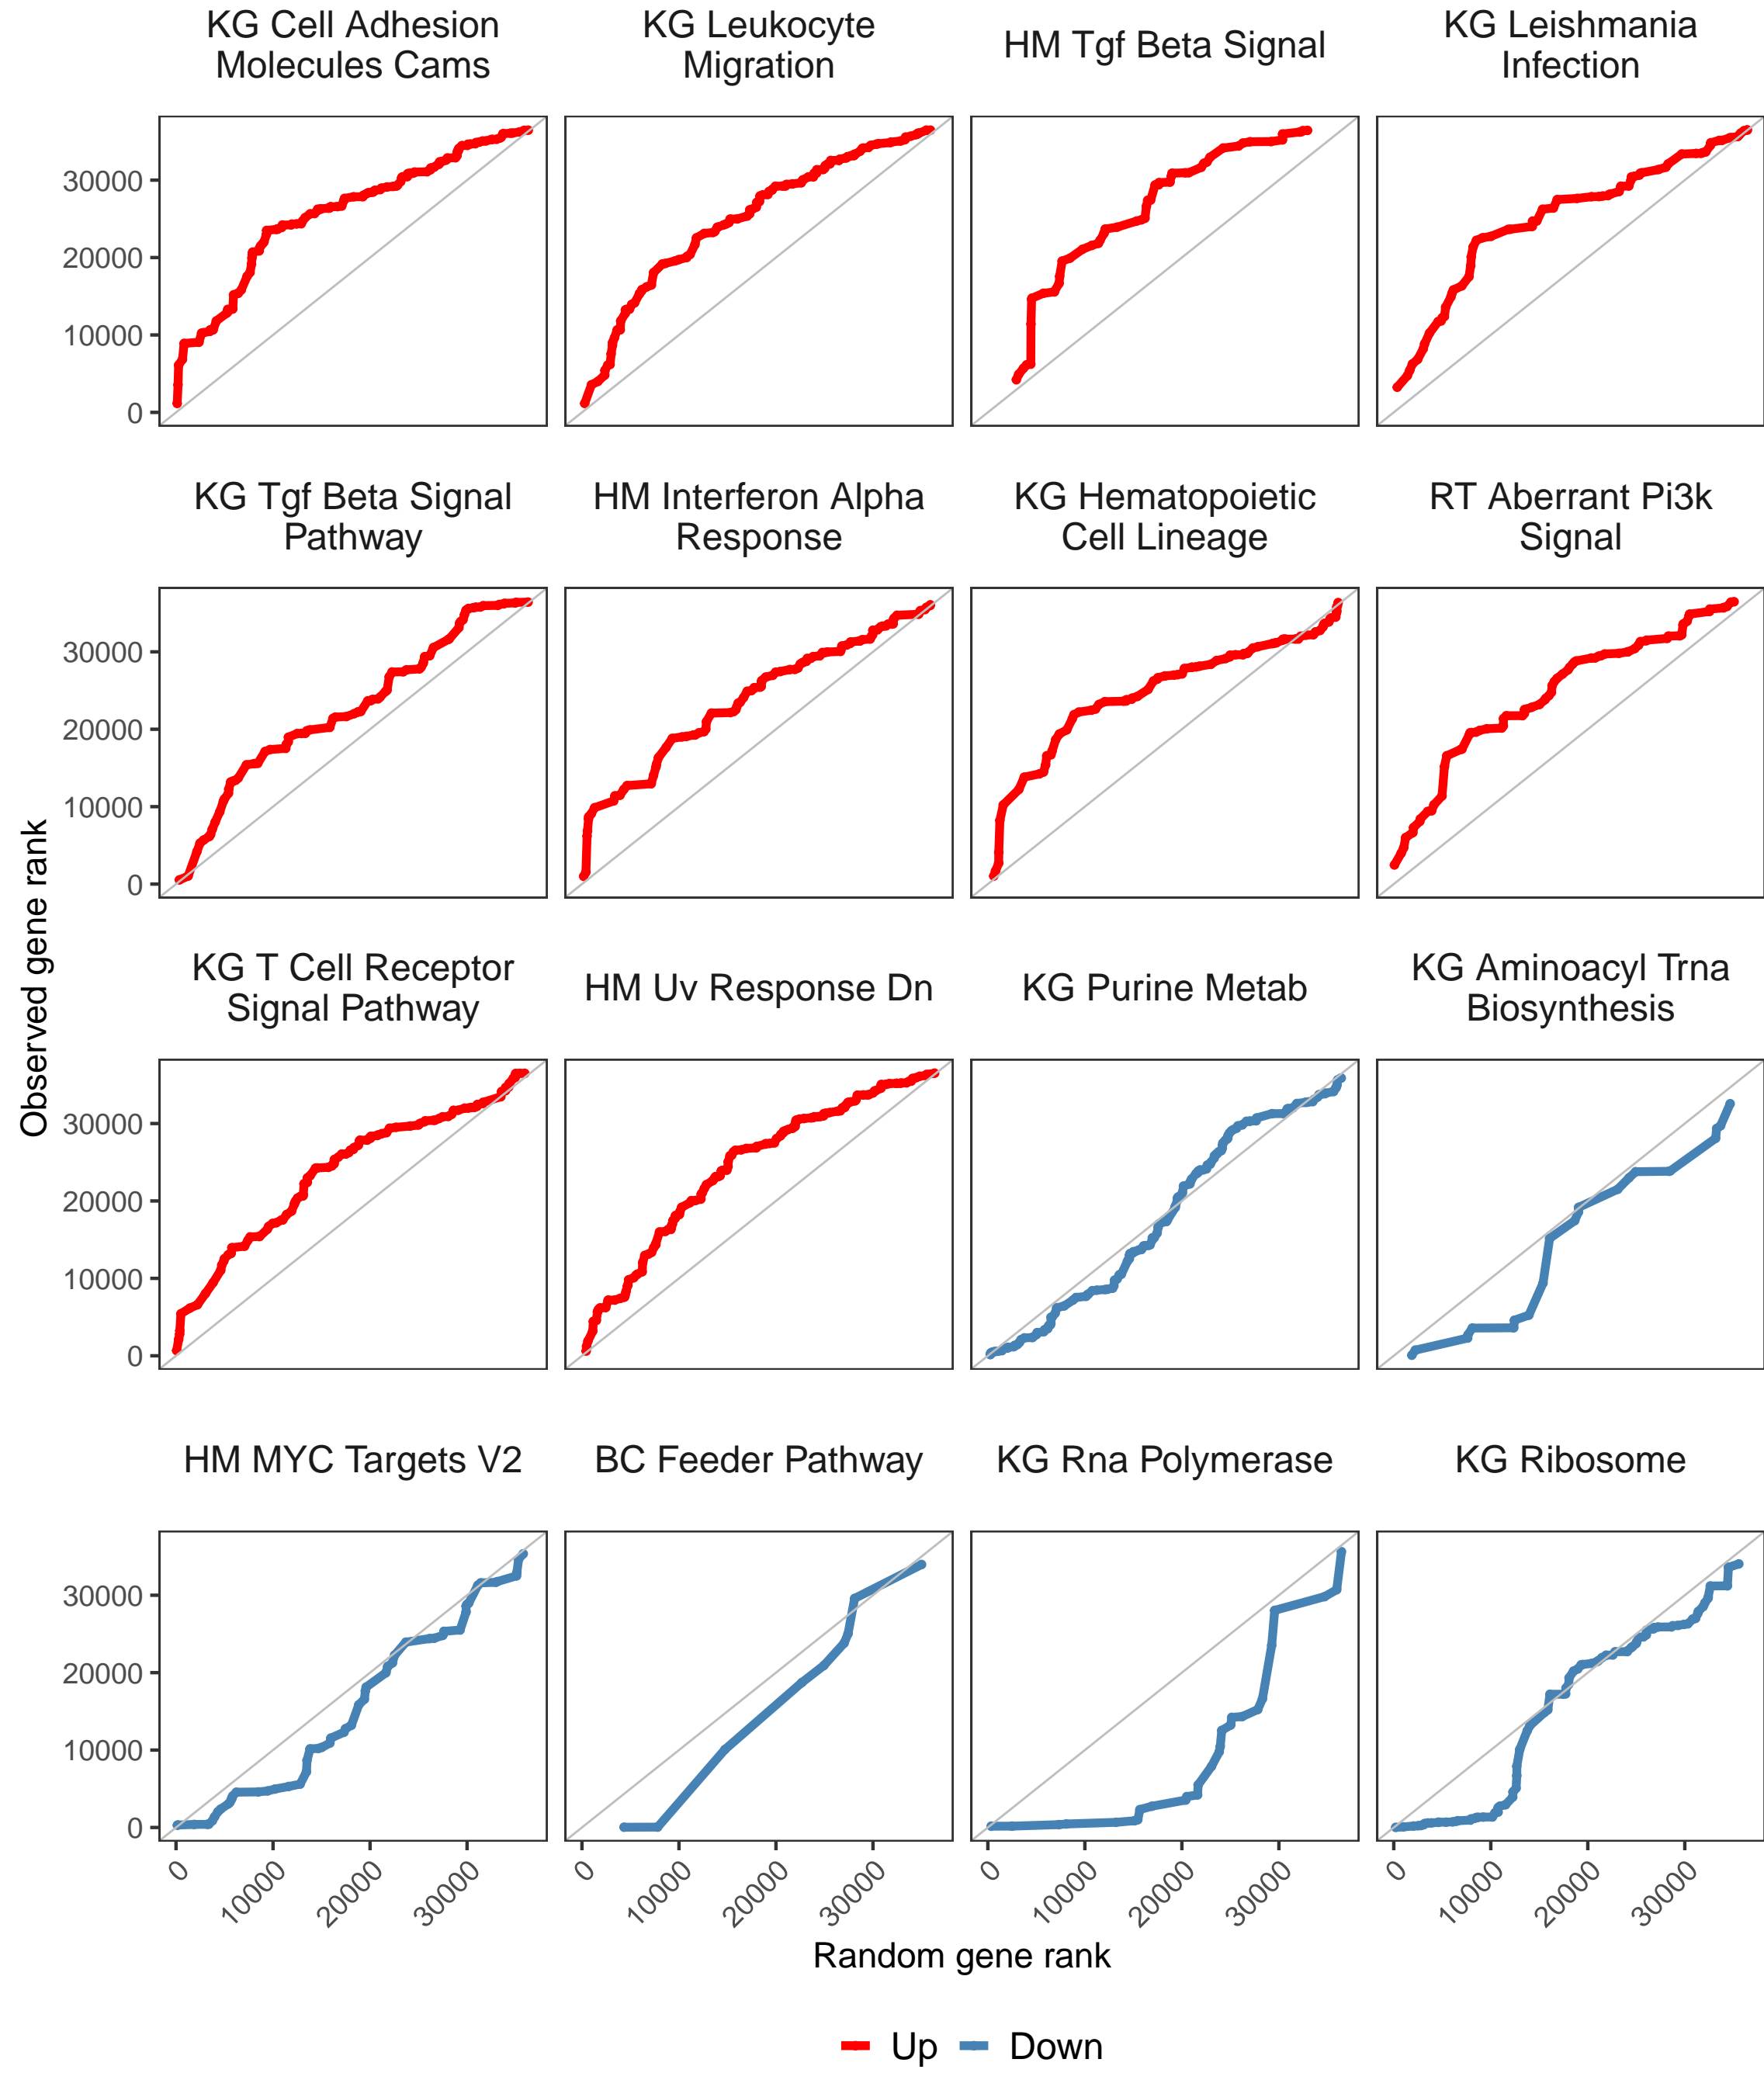 KG Cell Adhesion
Molecules Cams
KG Leukocyte
Migration
HM Tgf Beta Signal
KG Leishmania
Infection
30000
20000
10000
0
KG Tgf Beta Signal
Pathway
HM Interferon Alpha
Response
KG Hematopoietic
Cell Lineage
RT Aberrant Pi3k
Signal
30000
20000
10000
0
Observed gene rank
KG T Cell Receptor
Signal Pathway
HM Uv Response Dn
KG Purine Metab
KG Aminoacyl Trna
Biosynthesis
30000
20000
10000
0
HM MYC Targets V2
BC Feeder Pathway
KG Rna Polymerase
KG Ribosome
30000
20000
10000
0
0 10000 20000 30000
0 10000 20000 30000
0 10000 20000 30000
0 10000 20000 30000
Random gene rank
Up Down